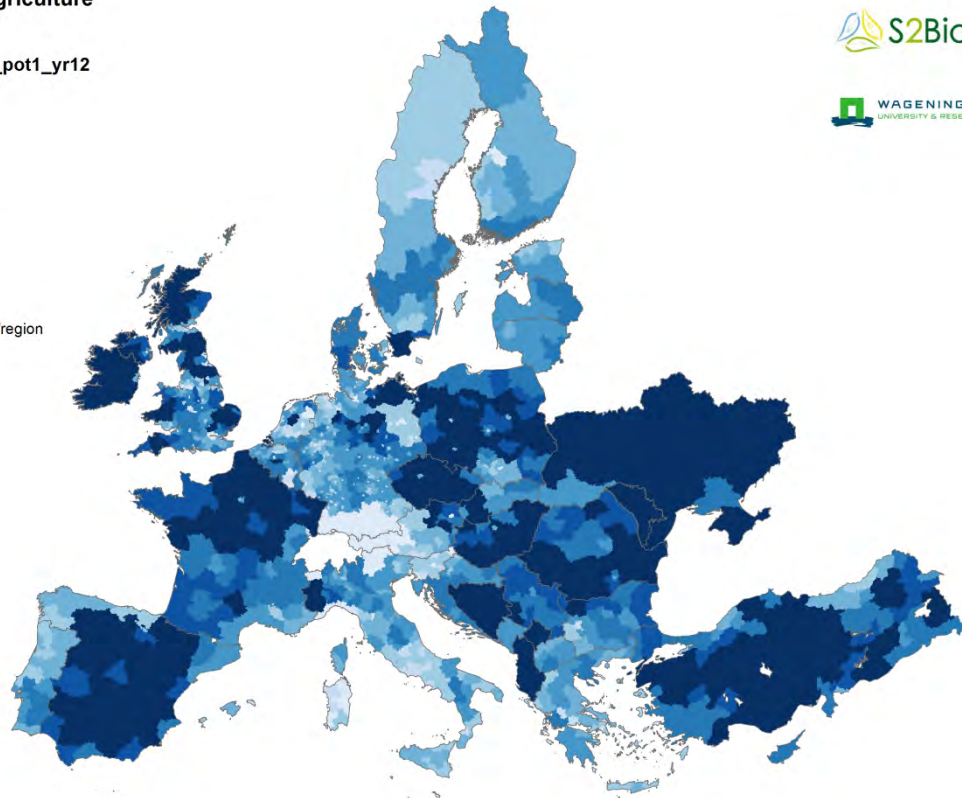 griculture
_pot1_yr12
S2Bio
WAGENING
UNIVERSITY & RESE
region